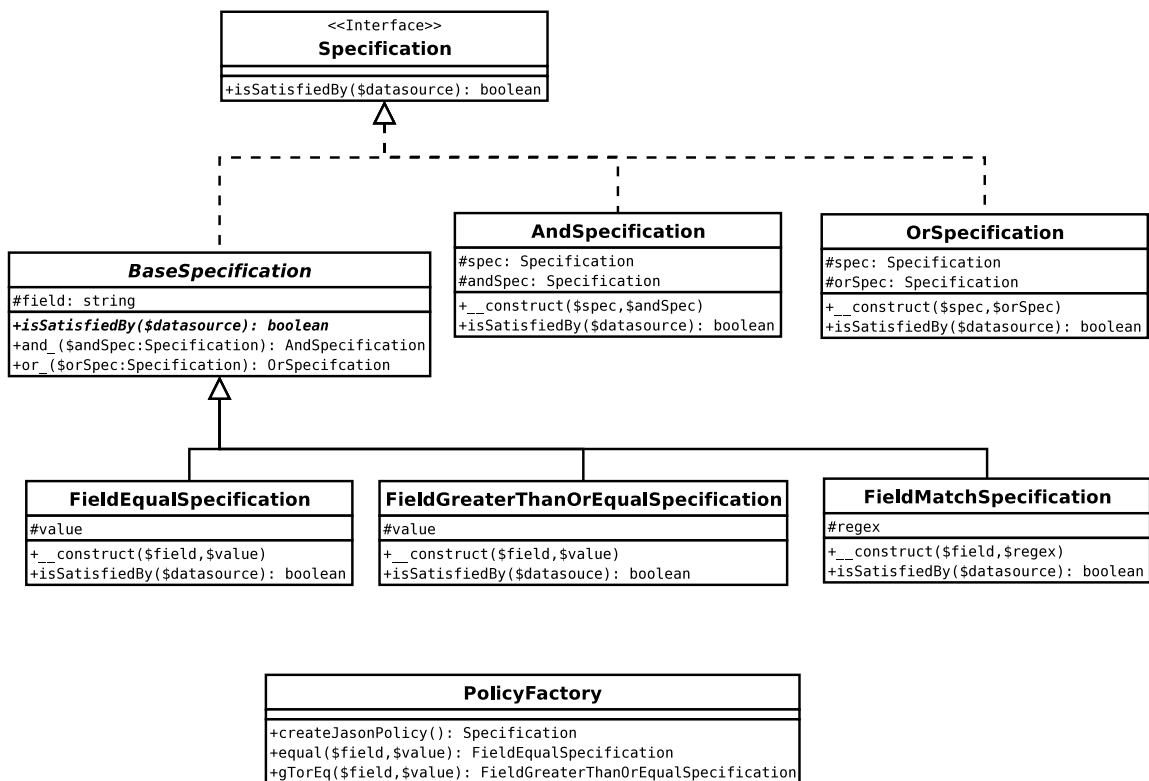 <<Interface>>
Specification
+isSatisfiedBy($datasource): boolean
AndSpecification
#spec: Specification
#andSpec: Specification
+__construct($spec,$andSpec)
+isSatisfiedBy($datasource): boolean
OrSpecification
#spec: Specification
#orSpec: Specification
+__construct($spec,$orSpec)
+isSatisfiedBy($datasource): boolean
BaseSpecification
#field: string
+isSatisfiedBy($datasource): boolean
+and_($andSpec:Specification): AndSpecification
+or_($orSpec:Specification): OrSpecifcation
FieldEqualSpecification
#value
+__construct($field,$value)
+isSatisfiedBy($datasource): boolean
FieldGreaterThanOrEqualSpecification
#value
+__construct($field,$value)
+isSatisfiedBy($datasouce): boolean
FieldMatchSpecification
#regex
+__construct($field,$regex)
+isSatisfiedBy($datasource): boolean
PolicyFactory
+createJasonPolicy(): Specification
+equal($field,$value): FieldEqualSpecification
+gTorEq($field,$value): FieldGreaterThanOrEqualSpecification